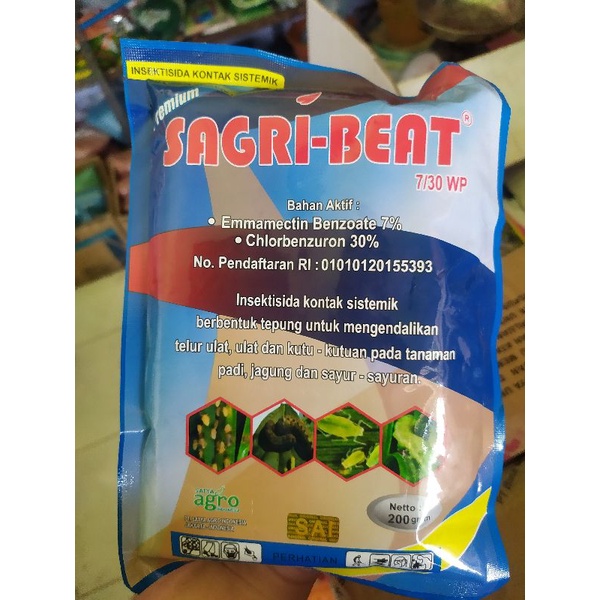 INSEKTISIDA KONTAK SISTEMIK
remium
SAGRI-BEAT®
7/30 WP
Bahan Aktif :
• Emmamectin Benzoate 7%
• Chlorbenzuron 30%
No. Pendaftaran RI : 01010120155393
Insektisida kontak sistemik
berbentuk tepung untuk mengendalikan
telur ulat, ulat dan kutu - kutuan pada tanaman
padi, jagung dan sayur - sayuran.
agro
SAI
Netto :
200 gram
PERHATIAN